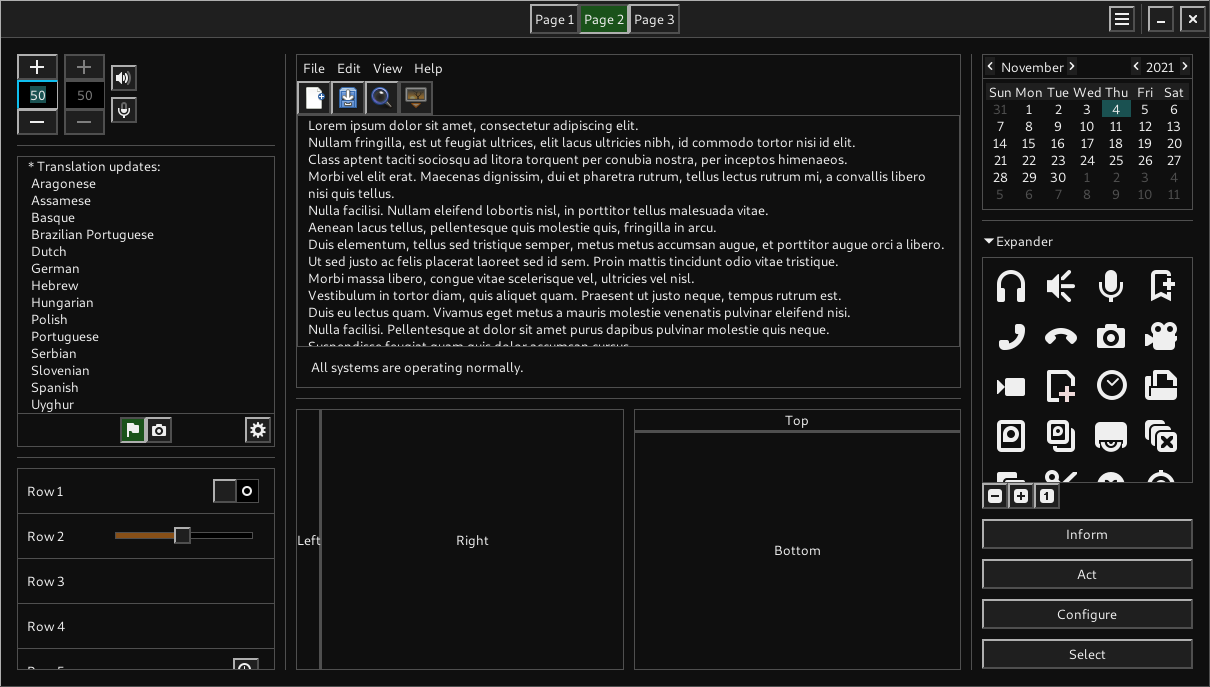 Page 1 Page 2 Page 3
50 50
* Translation updates:
Aragonese
Assamese
Basque
Brazilian Portuguese
Dutch
German
Hebrew
Hungarian
Polish
Portuguese
Serbian
Slovenian
Spanish
Uyghur
Row 1
Row 2
Row 3
Row 4
Row 5
File Edit View Help
Lorem ipsum dolor sit amet, consectetur adipiscing elit.
Nullam fringilla, est ut feugiat ultrices, elit lacus ultricies nibh, id commodo tortor nisi id elit.
Class aptent taciti sociosqu ad litora torquent per conubia nostra, per inceptos himenaeos.
Morbi vel elit erat. Maecenas dignissim, dui et pharetra rutrum, tellus lectus rutrum mi, a convallis libero
nisi quis tellus.
Nulla facilisi. Nullam eleifend lobortis nisl, in porttitor tellus malesuada vitae.
Aenean lacus tellus, pellentesque quis molestie quis, fringilla in arcu.
Duis elementum, tellus sed tristique semper, metus metus accumsan augue, et porttitor augue orci a libero.
Ut sed justo ac felis placerat laoreet sed id sem. Proin mattis tincidunt odio vitae tristique.
Morbi massa libero, congue vitae scelerisque vel, ultricies vel nisl.
Vestibulum in tortor diam, quis aliquet quam. Praesent ut justo neque, tempus rutrum est.
Duis eu lectus quam. Vivamus eget metus a mauris molestie venenatis pulvinar eleifend nisi.
Nulla facilisi. Pellentesque at dolor sit amet purus dapibus pulvinar molestie quis neque.
Suspendisse feugiat quam quis dolor accumsan cursus.
All systems are operating normally.
Left
Right
Top
Bottom
November 2021
Sun Mon Tue Wed Thu Fri Sat
31 1 2 3 4 5 6
7 8 9 10 11 12 13
14 15 16 17 18 19 20
21 22 23 24 25 26 27
28 29 30 1 2 3 4
5 6 7 8 9 10 11
Expander
1
Inform
Act
Configure
Select